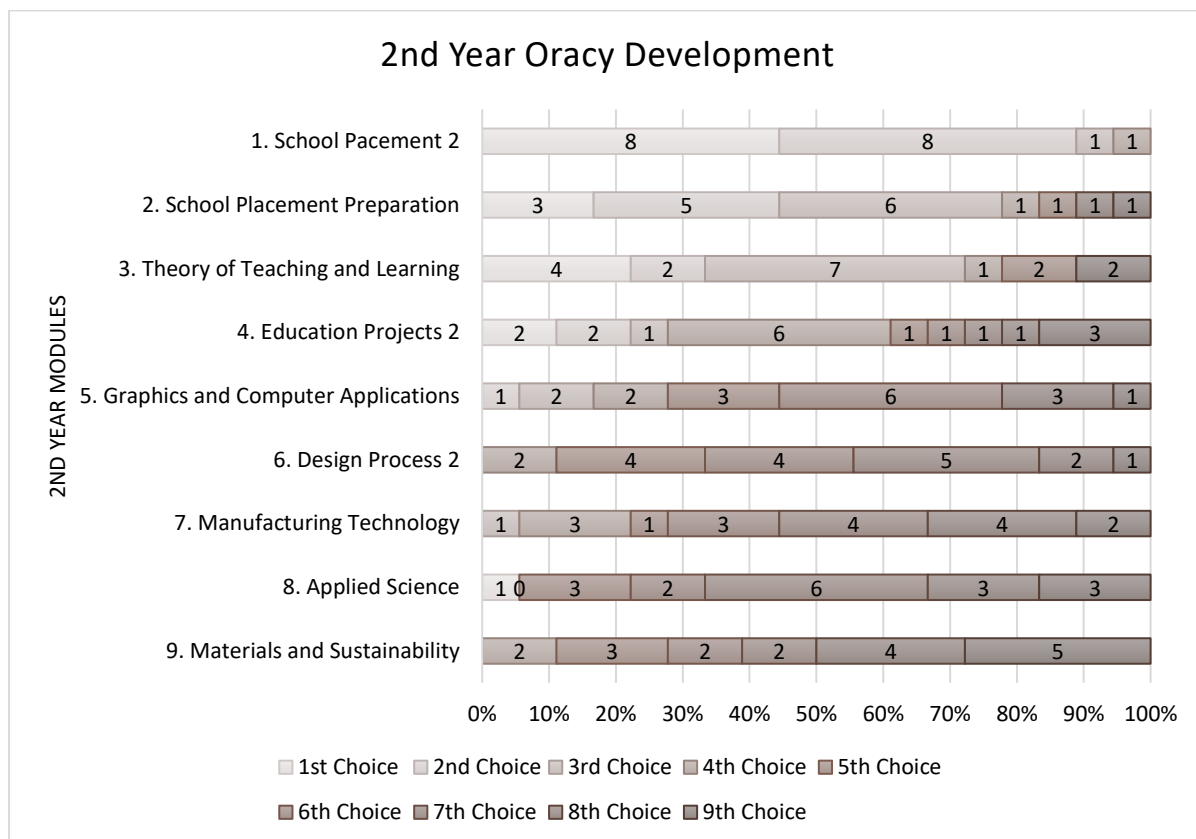 2nd Year Oracy Development
2ND YEAR MODULES
1. School Pacement 2
8 8 1 1
2. School Placement Preparation
3 5 6 1 1 1 1
3. Theory of Teaching and Learning
4 2 7 1 2 2
4. Education Projects 2
2 2 1 6 1 1 1 1 3
5. Graphics and Computer Applications
1 2 2 3 6 3 1
6. Design Process 2
2 4 4 5 2 1
7. Manufacturing Technology
1 3 1 3 4 4 2
8. Applied Science
1 0 3 2 6 3 3
9. Materials and Sustainability
2 3 2 2 4 5
0% 10% 20% 30% 40% 50% 60% 70% 80% 90% 100%
1st Choice 2nd Choice 3rd Choice 4th Choice 5th Choice
6th Choice 7th Choice 8th Choice 9th Choice